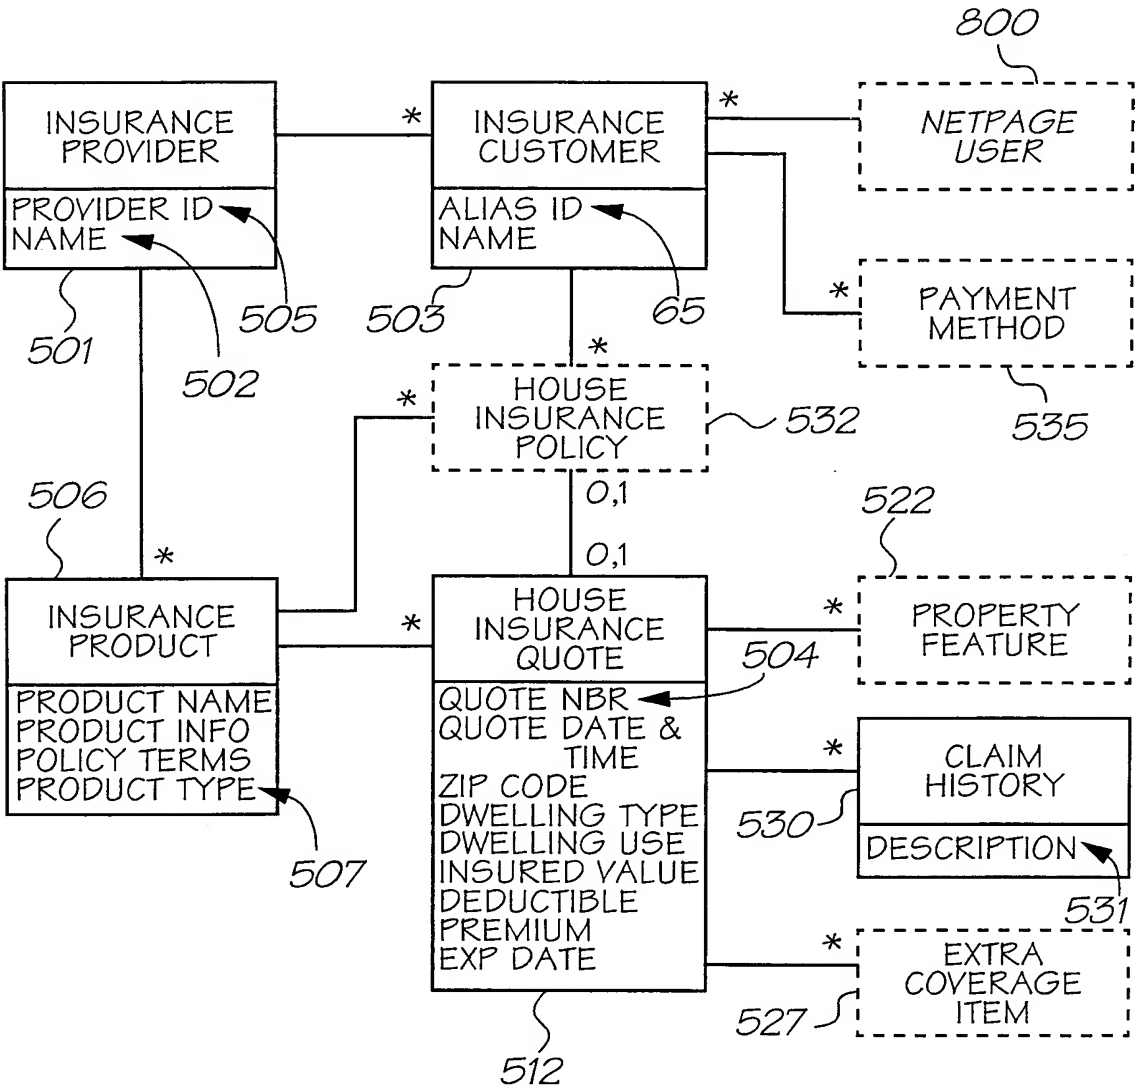 800
INSURANCE
PROVIDER
*
INSURANCE
CUSTOMER
*
NETPAGE
USER
PROVIDER ID
NAME
ALIAS ID
NAME
501
505
502
503
65
*
PAYMENT
METHOD
535
*
*
HOUSE
INSURANCE
POLICY
532
0,1
0,1
506
522
*
INSURANCE
PRODUCT
*
HOUSE
INSURANCE
QUOTE
*
PROPERTY
FEATURE
504
PRODUCT NAME
PRODUCT INFO
POLICY TERMS
PRODUCT TYPE
507
QUOTE NBR
QUOTE DATE &
TIME
ZIP CODE
DWELLING TYPE
DWELLING USE
INSURED VALUE
DEDUCTIBLE
PREMIUM
EXP DATE
512
*
CLAIM
HISTORY
530
DESCRIPTION
531
*
EXTRA
COVERAGE
ITEM
527